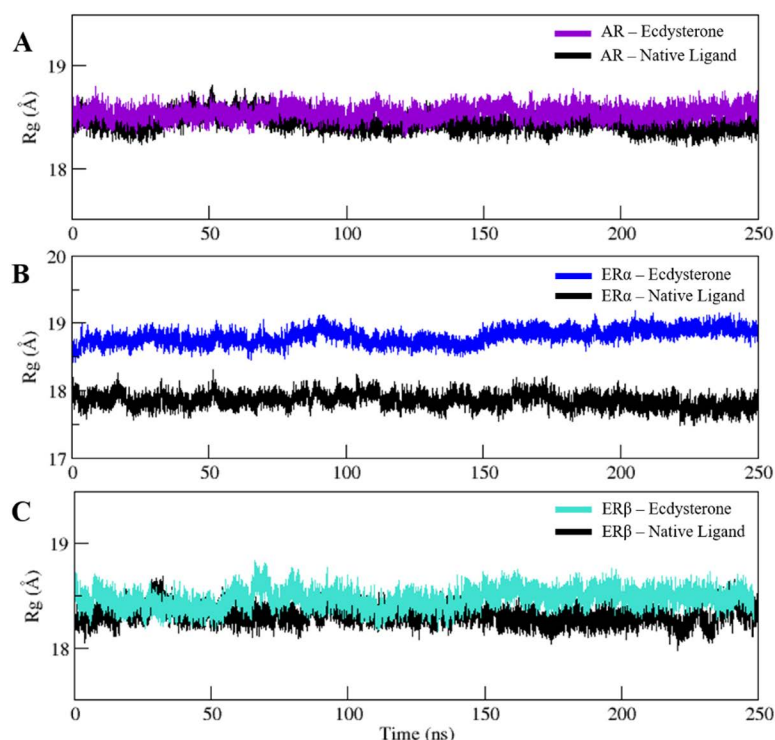 A
AR – Ecdysterone
AR – Native Ligand
Rg (Å)
19
18
0 50 100 150 200 250
B
ERα – Ecdysterone
ERα – Native Ligand
Rg (Å)
20
19
18
17
0 50 100 150 200 250
C
ERβ – Ecdysterone
ERβ – Native Ligand
Rg (Å)
19
18
0 50 100 150 200 250
Time (ns)